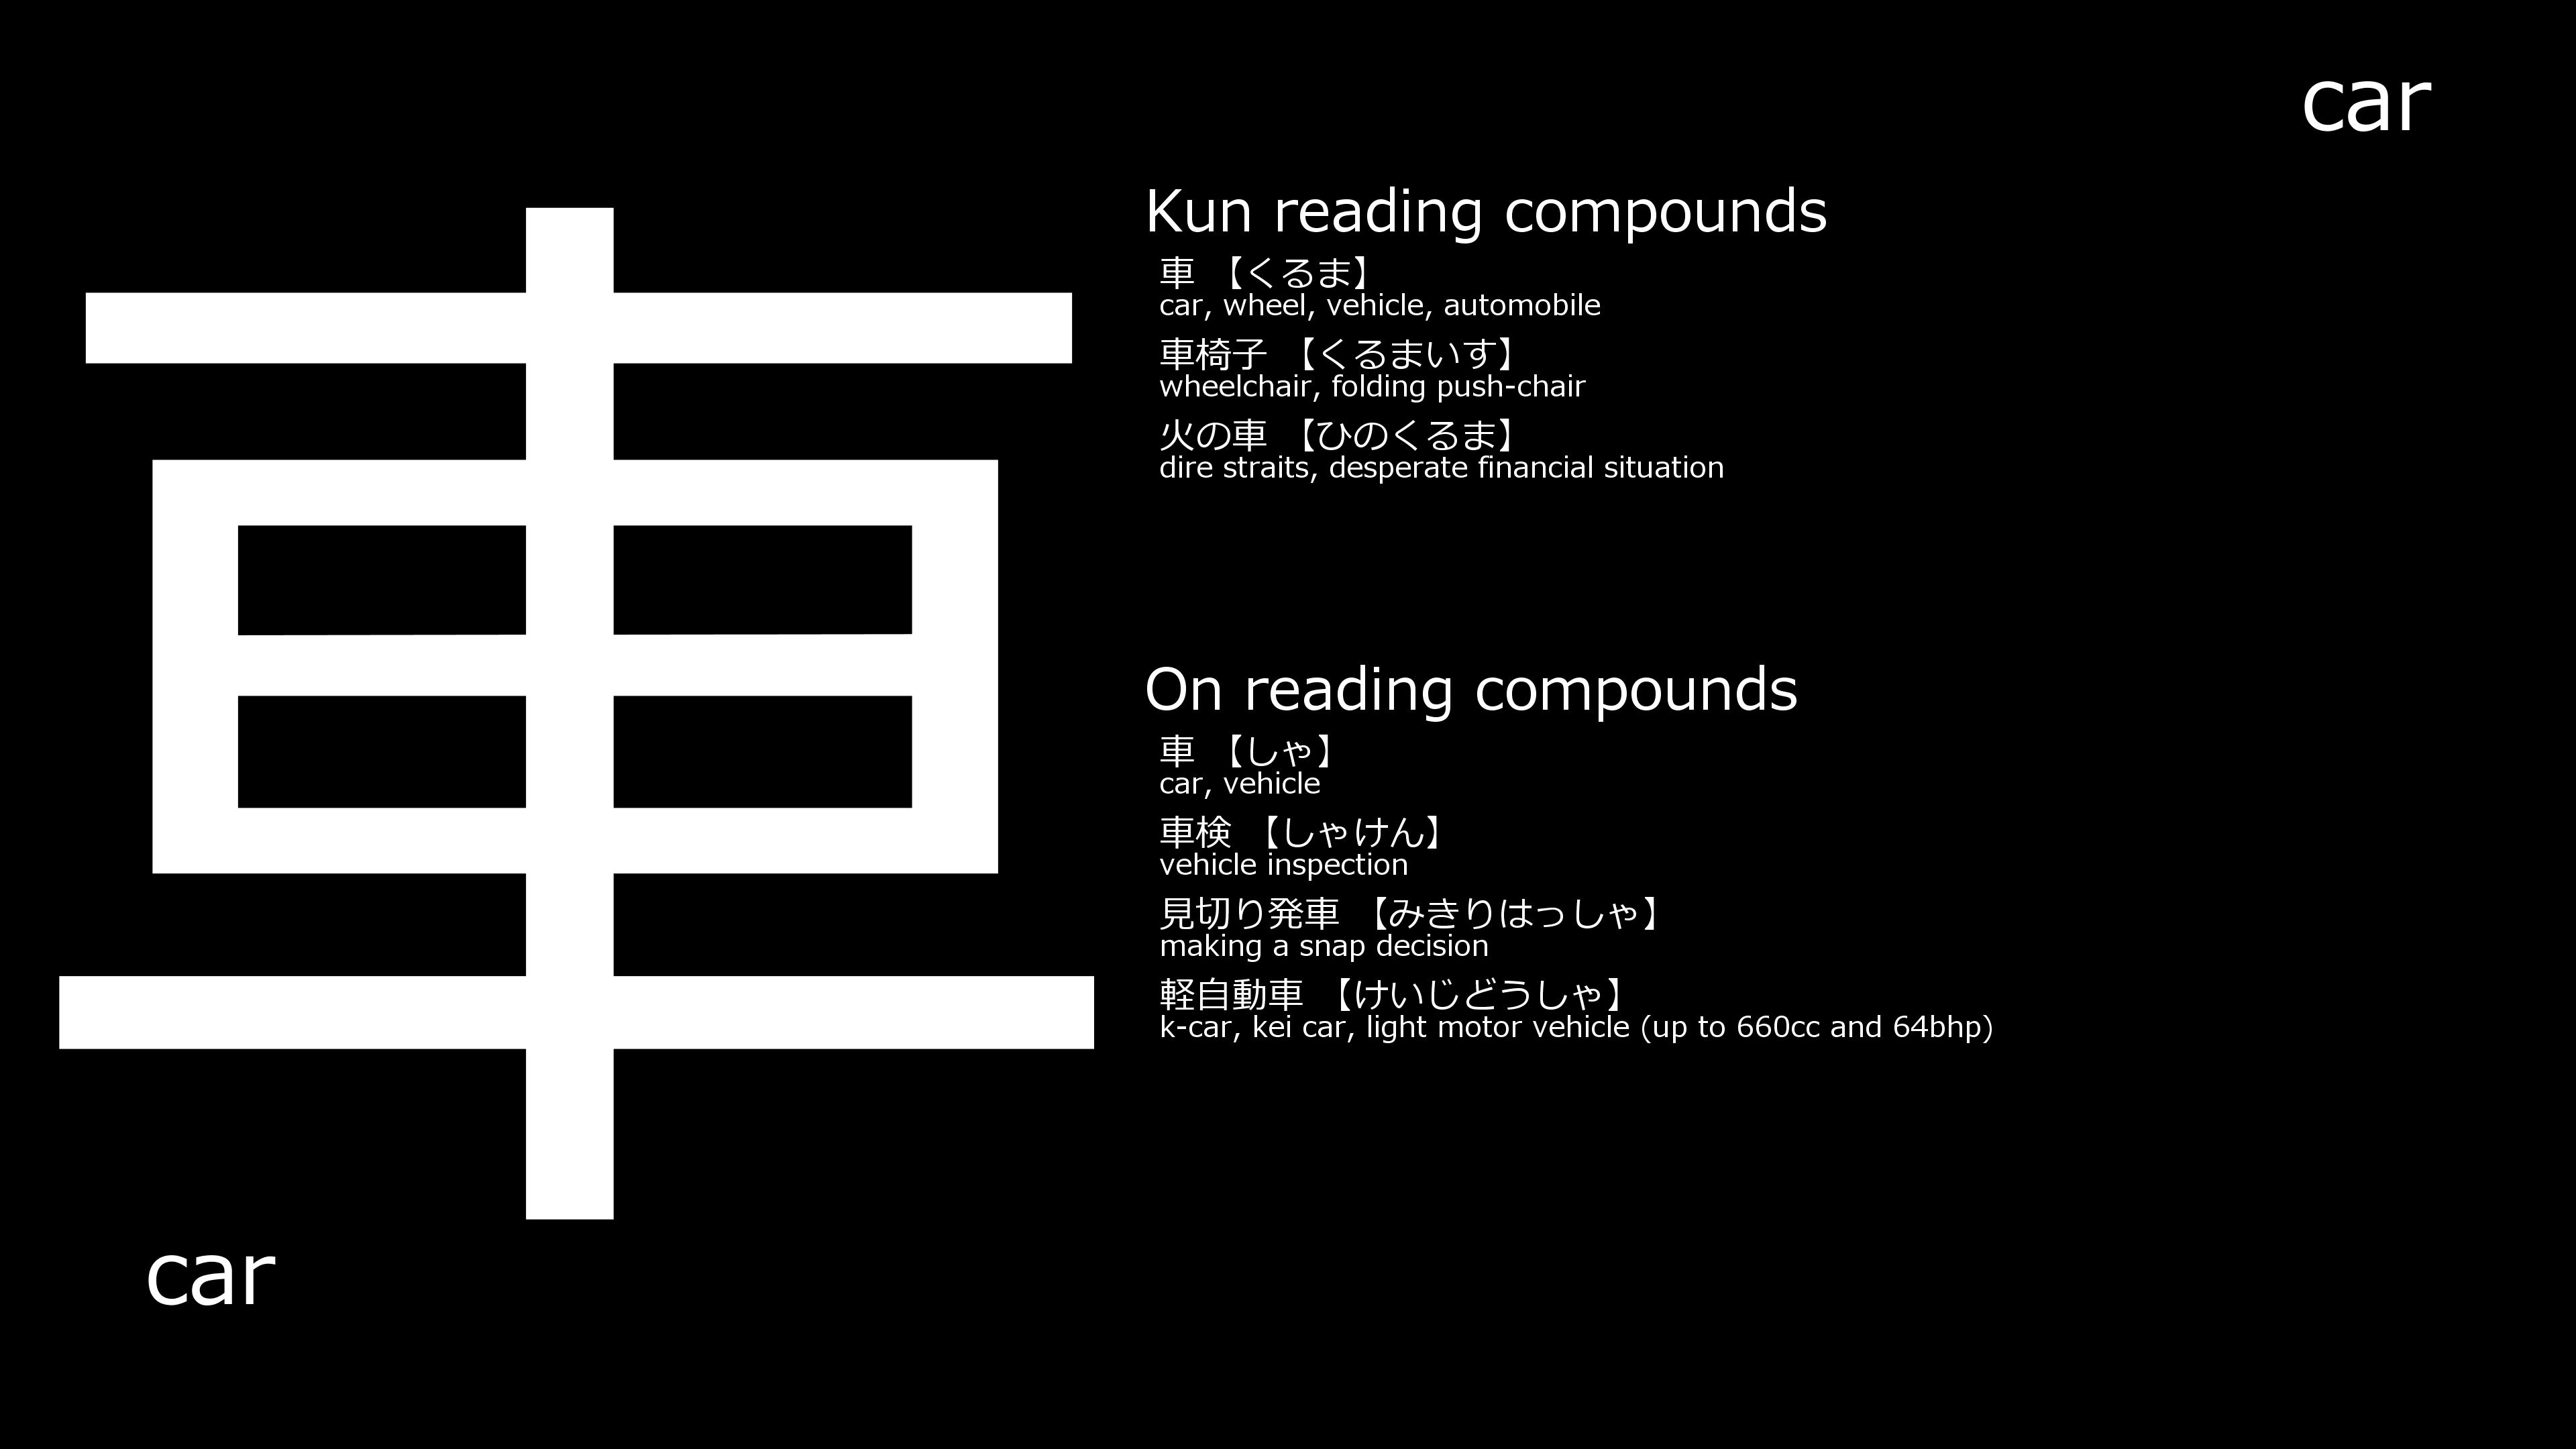 car
車
car
Kun reading compounds
車 【くるま】
car, wheel, vehicle, automobile
車椅子 【くるまいす】
wheelchair, folding push-chair
火の車 【ひのくるま】
dire straits, desperate financial situation
On reading compounds
車 【しゃ】
car, vehicle
車検 【しゃけん】
vehicle inspection
見切り発車 【みきりはっしゃ】
making a snap decision
軽自動車 【けいじどうしゃ】
k-car, kei car, light motor vehicle (up to 660cc and 64bhp)